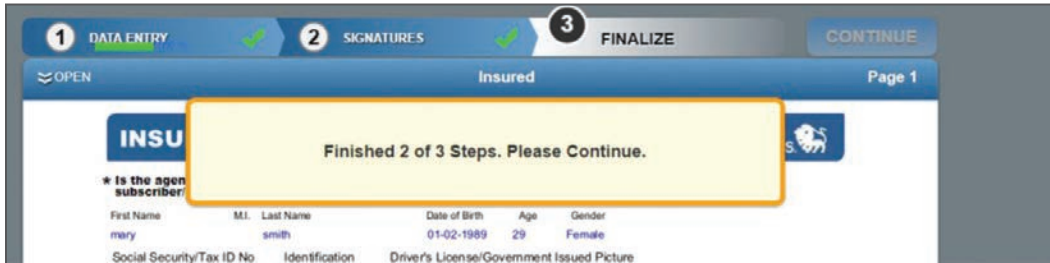 1 DATA ENTRY 2 SIGNATURES 3 FINALIZE CONTINUE
OPEN Insured Page 1
INSU
S.
Finished 2 of 3 Steps. Please Continue.
* Is the agen
subscriber/
First Name M.I. Last Name Date of Birth Age Gender
mary smith 01-02-1989 29 Female
Social Security/Tax ID No Identification Driver's License/Government Issued Picture